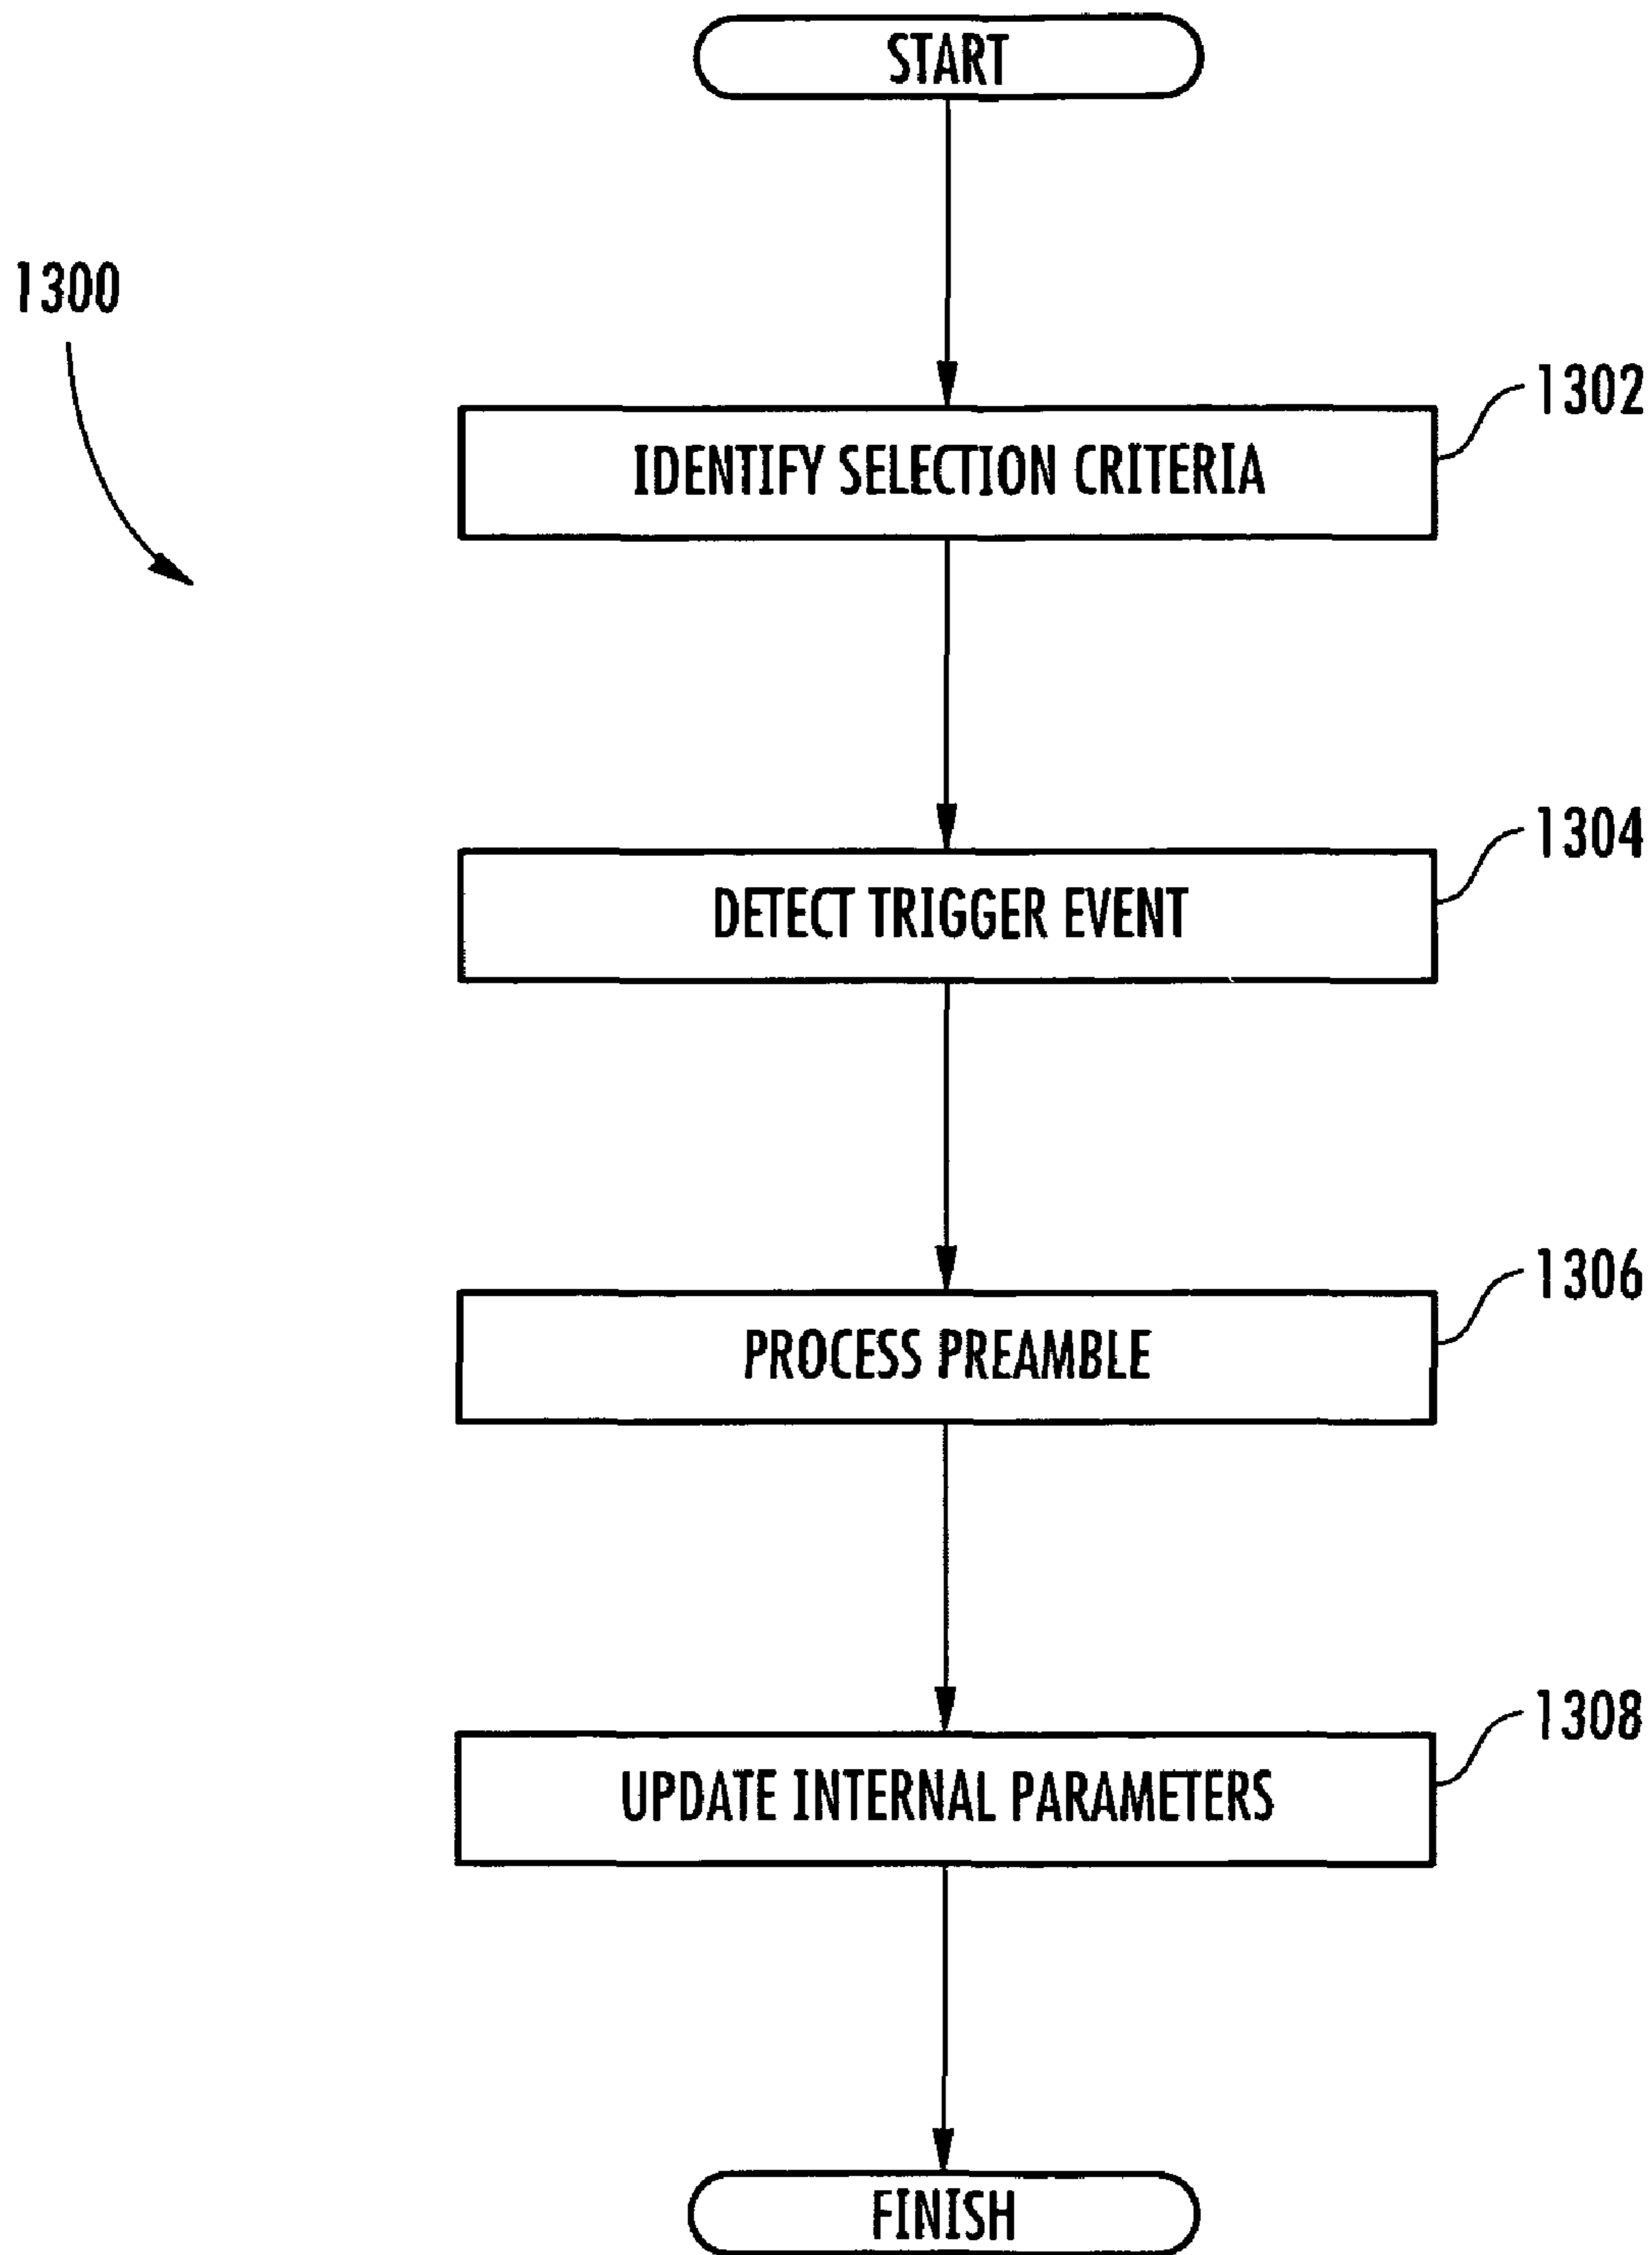 START
1300
1302
IDENTIFY SELECTION CRITERIA
1304
DETECT TRIGGER EVENT
1306
PROCESS PREAMBLE
1308
UPDATE INTERNAL PARAMETERS
FINISH